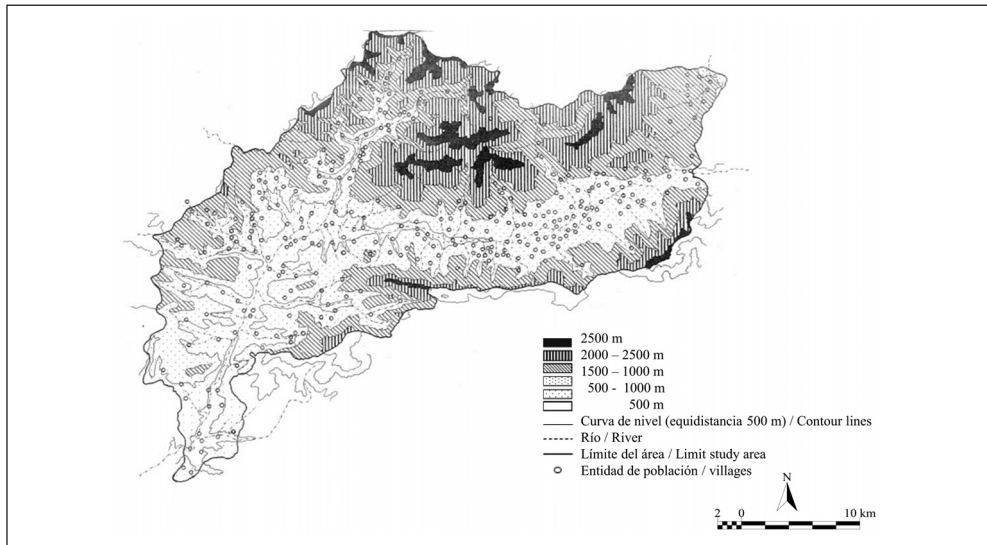 2500 m
2000 – 2500 m
1500 – 1000 m
500 - 1000 m
500 m
Curva de nivel (equidistancia 500 m) / Contour lines
Río / River
Límite del área / Limit study area
Entidad de población / villages
N
2 0 10 km